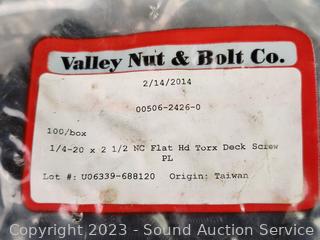 Valley Nut & Bolt Co.
2/14/2014
00506-2426-0
100/box
1/4-20 x 2 1/2 NC Flat Hd Torx Deck Screw
PL
Lot #: U06339-688120 Origin: Taiwan
Copyright 2023 - Sound Auction Service